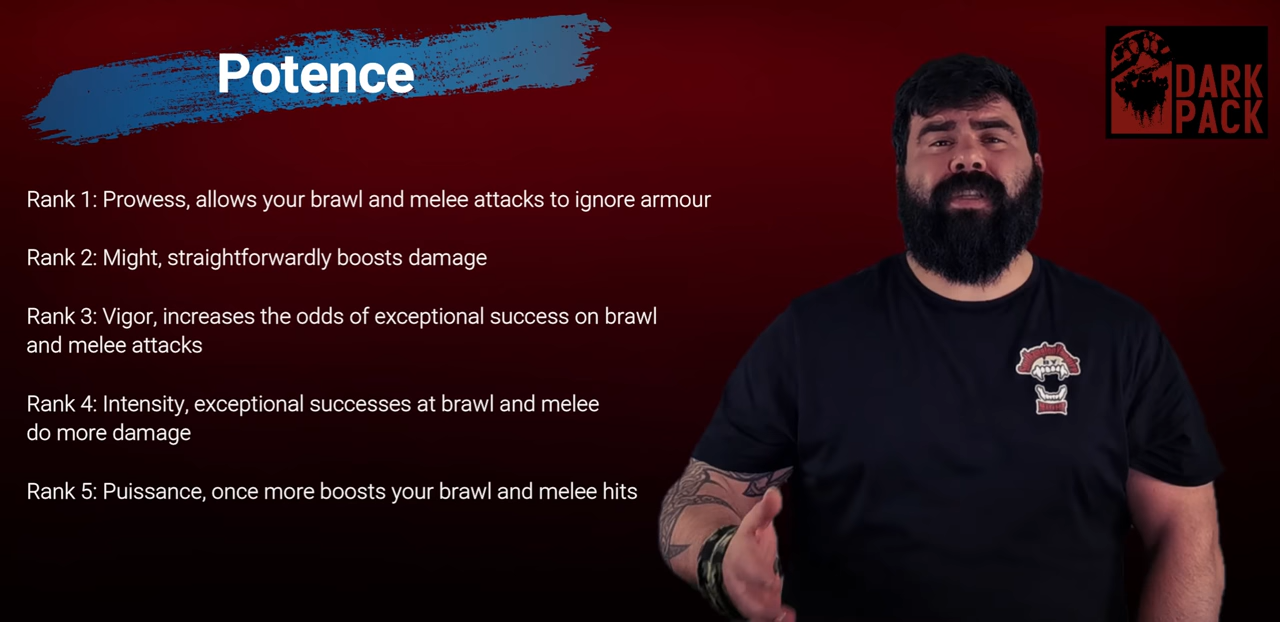 Potence
DARK
PACK
Rank 1: Prowess, allows your brawl and melee attacks to ignore armour
Rank 2: Might, straightforwardly boosts damage
Rank 3: Vigor, increases the odds of exceptional success on brawl
and melee attacks
Rank 4: Intensity, exceptional successes at brawl and melee
do more damage
Rank 5: Puissance, once more boosts your brawl and melee hits